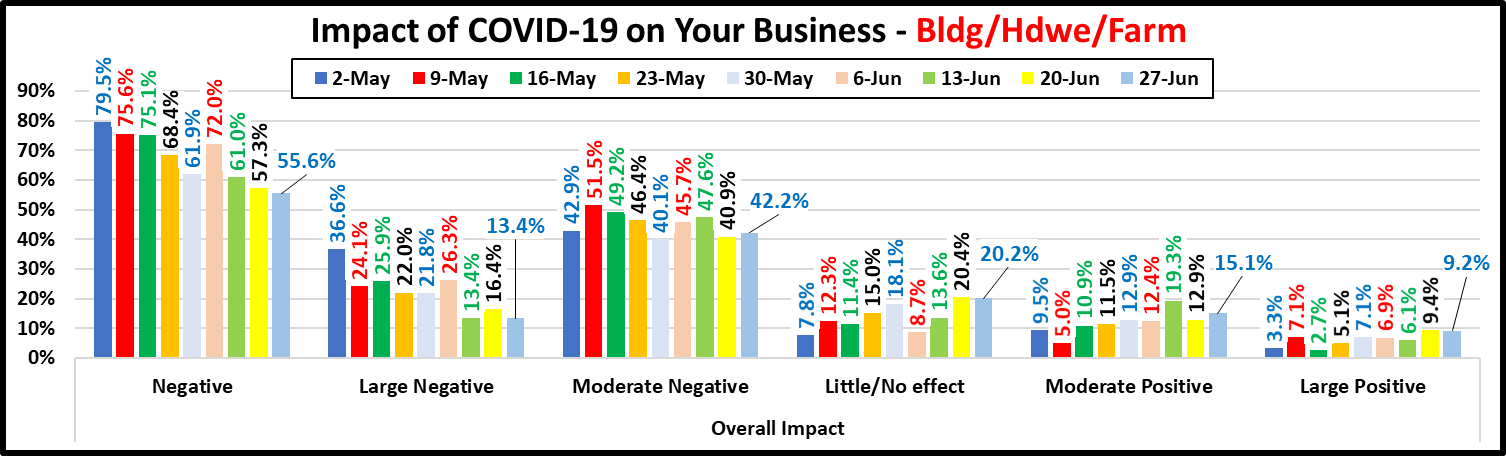 Impact of COVID-19 on Your Business - Bldg/Hdwe/Farm
2-May 9-May 16-May 23-May 30-May 6-Jun 13-Jun 20-Jun 27-Jun
90%
80%
70%
60%
50%
40%
30%
20%
10%
0%
79.5% 75.6% 75.1% 68.4% 61.9% 72.0% 61.0% 57.3% 55.6%
36.6% 24.1% 25.9% 22.0% 21.8% 26.3% 13.4% 16.4% 13.4%
42.9% 51.5% 49.2% 46.4% 40.1% 45.7% 47.6% 40.9% 42.2%
7.8% 12.3% 11.4% 15.0% 18.1% 8.7% 13.6% 20.4% 20.2%
9.5% 5.0% 10.9% 11.5% 12.9% 12.4% 19.3% 12.9% 15.1%
3.3% 7.1% 2.7% 5.1% 7.1% 6.9% 6.1% 9.4% 9.2%
Negative Large Negative Moderate Negative Little/No effect Moderate Positive Large Positive
Overall Impact